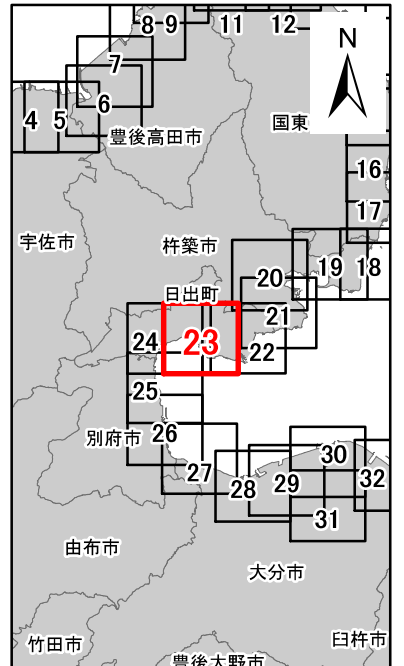 8 9 11 12
N
7
6
4 5
豊後高田市
国東
16
17
宇佐市
杵築市
19 18
20
日出町
21
24 23 22
25
別府市 26
27 28 29 30 32
31
由布市
大分市
竹田市
臼杵市
豊後大野市